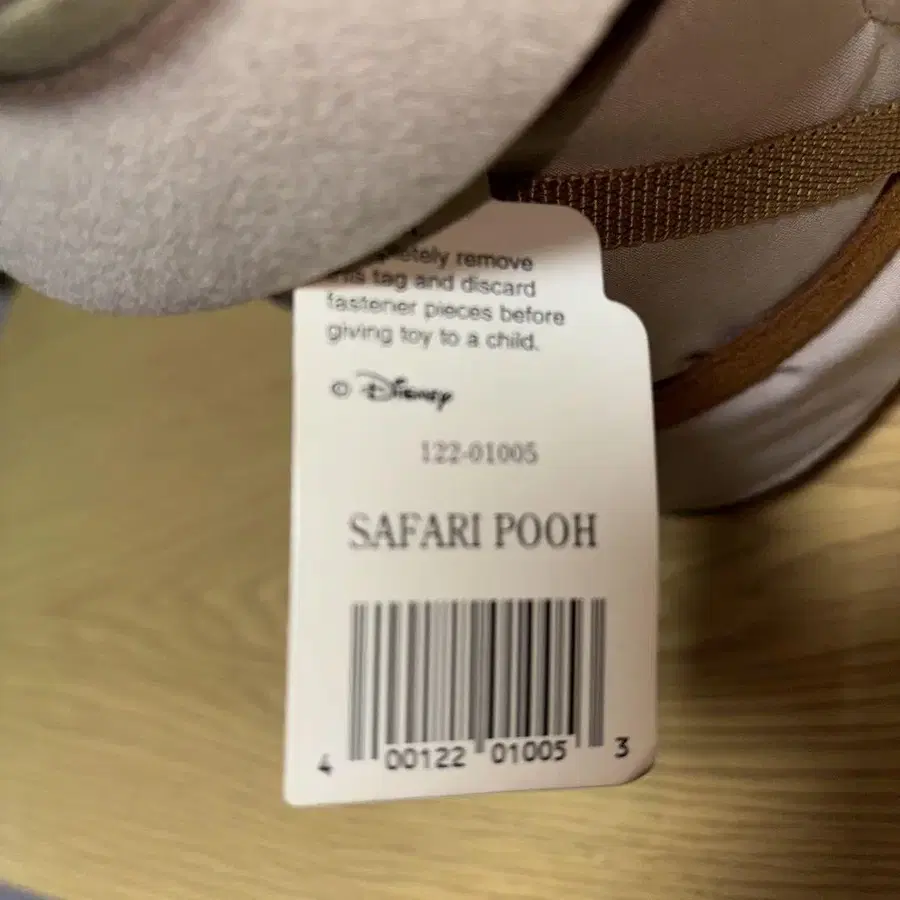 remove
this tag and discard
fastener pieces before
giving toy to a child.
© Disney
122-01005
SAFARI POOH
4 00122 01005 3